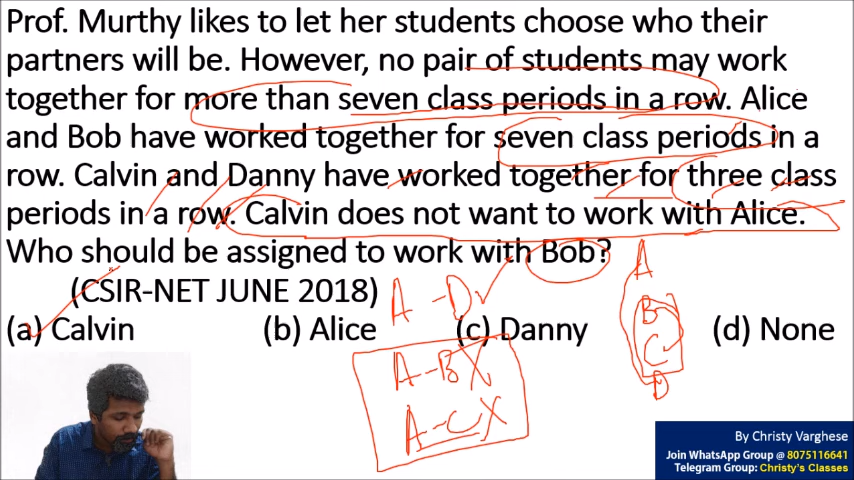 Prof. Murthy likes to let her students choose who their
partners will be. However, no pair of students may work
together for more than seven class periods in a row. Alice
and Bob have worked together for seven class periods in a
row. Calvin and Danny have worked together for three class
periods in a row. Calvin does not want to work with Alice.
Who should be assigned to work with Bob?
(CSIR-NET JUNE 2018)
(a) Calvin (b) Alice (c) Danny (d) None
A - D ✓
A - B X
A - C X
A
B
C
D
By Christy Varghese
Join WhatsApp Group @ 8075116641
Telegram Group: Christy's Classes